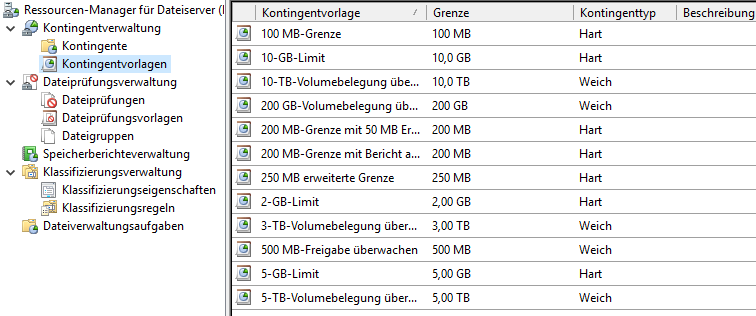 Ressourcen-Manager für Dateiserver (
Kontingentverwaltung
Kontingente
Kontingentvorlagen
Dateiprüfungsverwaltung
Dateiprüfungen
Dateiprüfungsvorlagen
Dateigruppen
Speicherberichteverwaltung
Klassifizierungsverwaltung
Klassifizierungseigenschaften
Klassifizierungsregeln
Dateiverwaltungsaufgaben
Kontingentvorlage Grenze Kontingenttyp Beschreibung
100 MB-Grenze 100 MB Hart
10-GB-Limit 10,0 GB Hart
10-TB-Volumebelegung übe... 10,0 TB Weich
200 GB-Volumebelegung üb... 200 GB Weich
200 MB-Grenze mit 50 MB Er... 200 MB Hart
200 MB-Grenze mit Bericht a... 200 MB Hart
250 MB erweiterte Grenze 250 MB Hart
2-GB-Limit 2,00 GB Hart
3-TB-Volumebelegung über... 3,00 TB Weich
500 MB-Freigabe überwachen 500 MB Weich
5-GB-Limit 5,00 GB Hart
5-TB-Volumebelegung über... 5,00 TB Weich